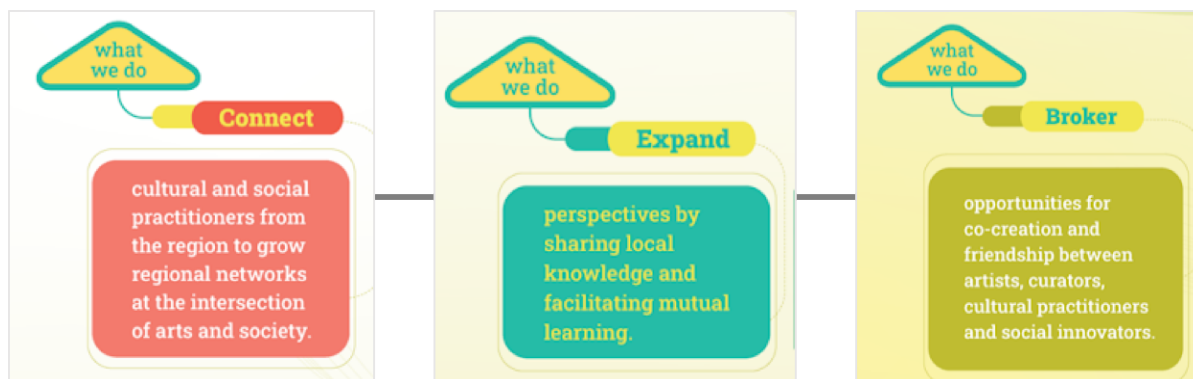 what
we do
Connect
cultural and social
practitioners from
the region to grow
regional networks
at the intersection
of arts and society.
what
we do
Expand
perspectives by
sharing local
knowledge and
facilitating mutual
learning.
what
we do
Broker
opportunities for
co-creation and
friendship between
artists, curators,
cultural practitioners
and social innovators.